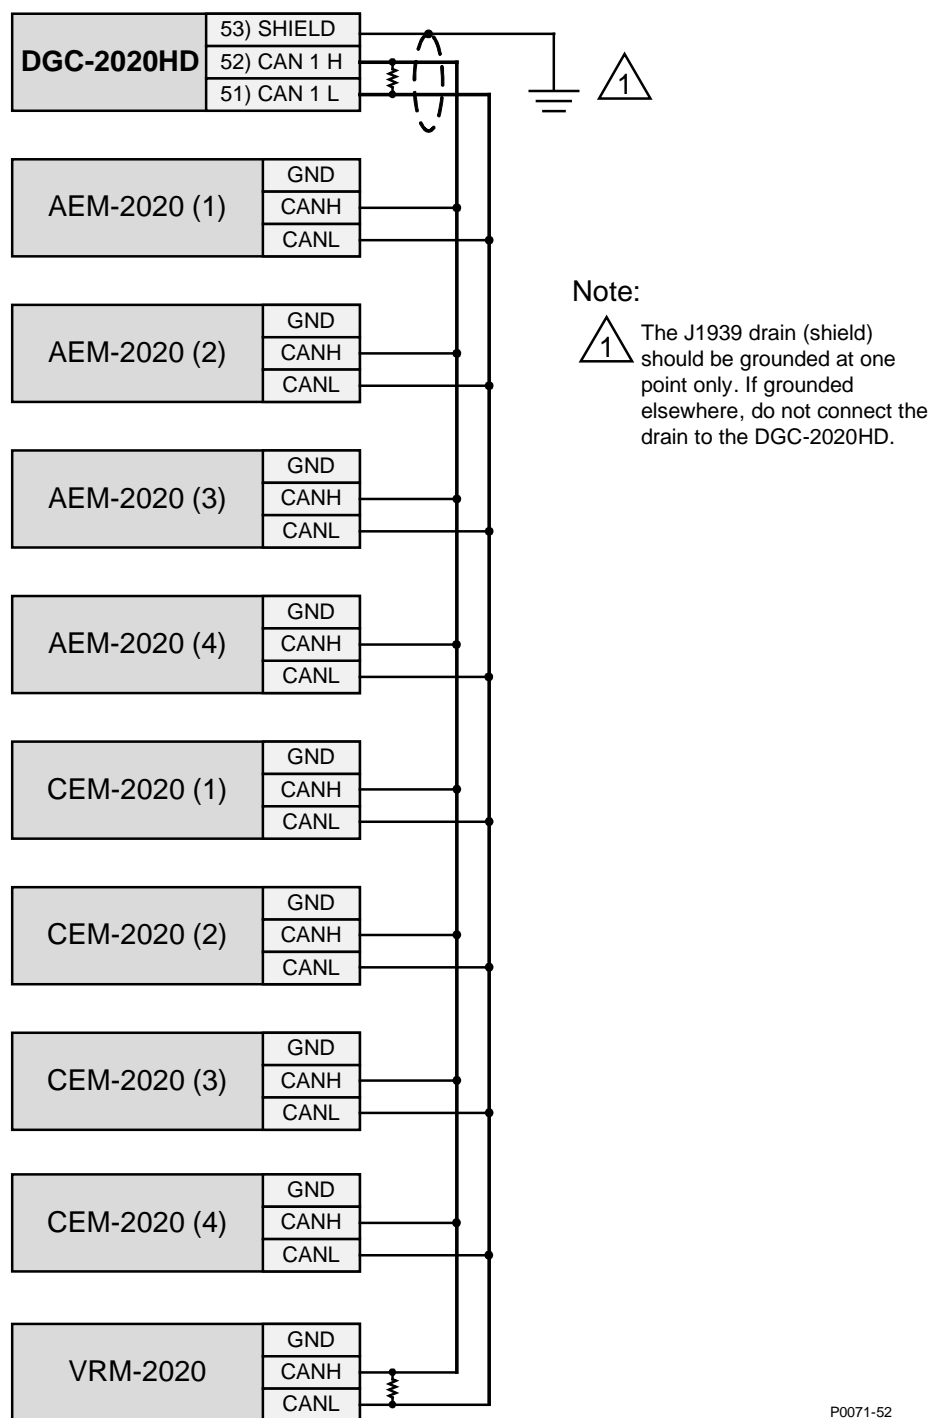 DGC-2020HD
53) SHIELD
52) CAN 1 H
51) CAN 1 L
1
AEM-2020 (1)
GND
CANH
CANL
Note:
1
The J1939 drain (shield)
should be grounded at one
point only. If grounded
elsewhere, do not connect the
drain to the DGC-2020HD.
AEM-2020 (2)
GND
CANH
CANL
AEM-2020 (3)
GND
CANH
CANL
AEM-2020 (4)
GND
CANH
CANL
CEM-2020 (1)
GND
CANH
CANL
CEM-2020 (2)
GND
CANH
CANL
CEM-2020 (3)
GND
CANH
CANL
CEM-2020 (4)
GND
CANH
CANL
VRM-2020
GND
CANH
CANL
P0071-52